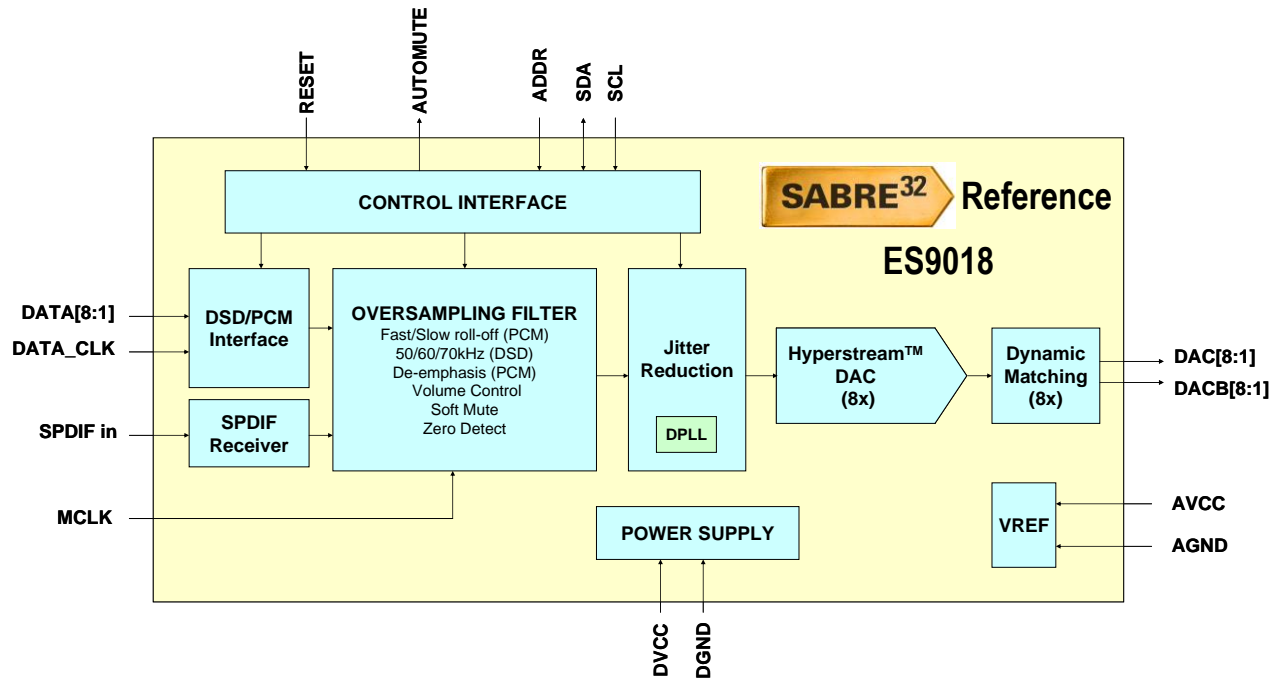 RESET
AUTOMUTE
ADDR
SDA
SCL
CONTROL INTERFACE
SABRE32 Reference
ES9018
DATA[8:1]
DATA_CLK
DSD/PCM
Interface
OVERSAMPLING FILTER
Fast/Slow roll-off (PCM)
50/60/70kHz (DSD)
De-emphasis (PCM)
Volume Control
Soft Mute
Zero Detect
Jitter
Reduction
DPLL
Hyperstream™
DAC
(8x)
Dynamic
Matching
(8x)
DAC[8:1]
DACB[8:1]
SPDIF in
SPDIF
Receiver
MCLK
POWER SUPPLY
VREF
AVCC
AGND
DVCC
DGND